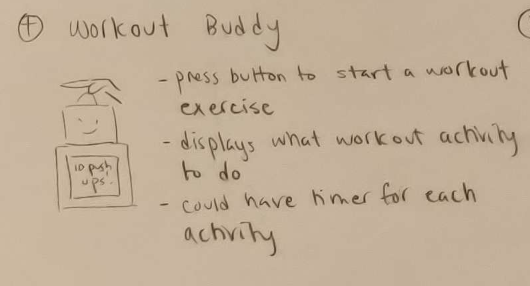 ④ Workout Buddy
- press button to start a workout
exercise
- displays what workout activity
to do
- could have timer for each
activity
10 push
ups.